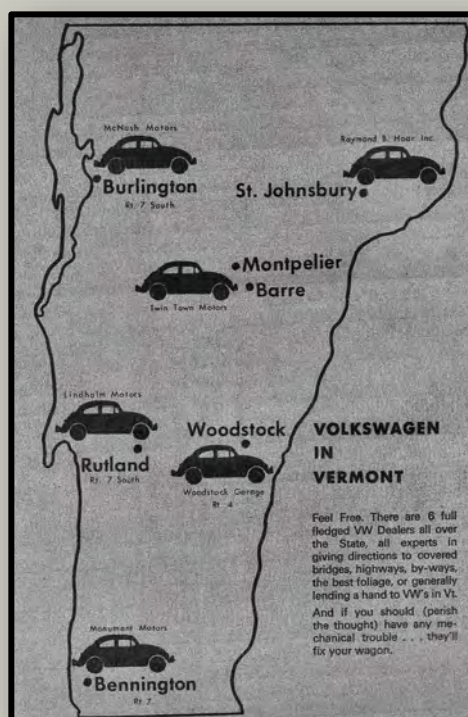 McNash Motors
Burlington
Rt. 7 South
Raymond S. Hoar Inc.
St. Johnsbury
Montpelier
Barre
Twin Town Motors
Lindholm Motors
Rutland
Rt. 7 South
Woodstock
Woodstock Garage
Rt. 4
VOLKSWAGEN
IN
VERMONT
Feel Free. There are 6 full
fledged VW Dealers all over
the State, all experts in
giving directions to covered
bridges, highways, by-ways,
the best foliage, or generally
lending a hand to VW's in Vt.
And if you should (perish
the thought) have any me-
chanical trouble . . . they'll
fix your wagon.
Monument Motors
Bennington
Rt 7